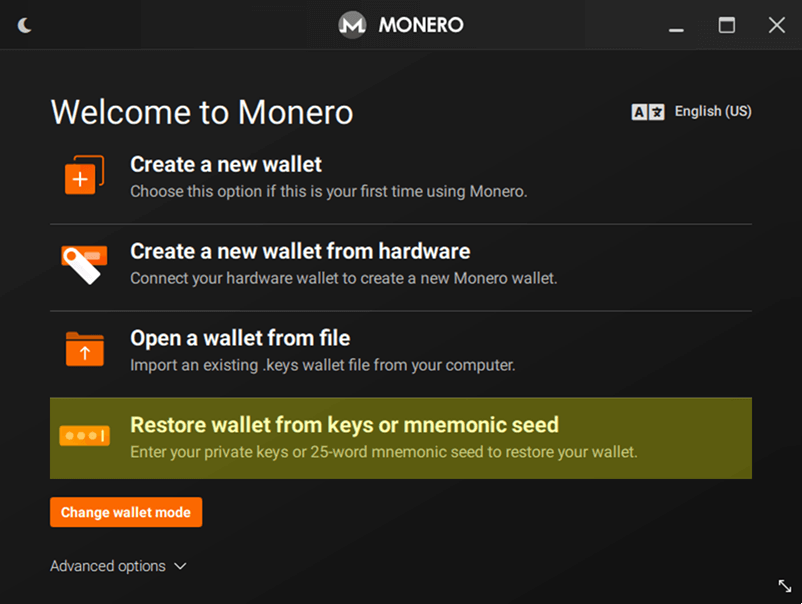 MONERO
Welcome to Monero
English (US)
Create a new wallet
Choose this option if this is your first time using Monero.
Create a new wallet from hardware
Connect your hardware wallet to create a new Monero wallet.
Open a wallet from file
Import an existing .keys wallet file from your computer.
Restore wallet from keys or mnemonic seed
Enter your private keys or 25-word mnemonic seed to restore your wallet.
Change wallet mode
Advanced options